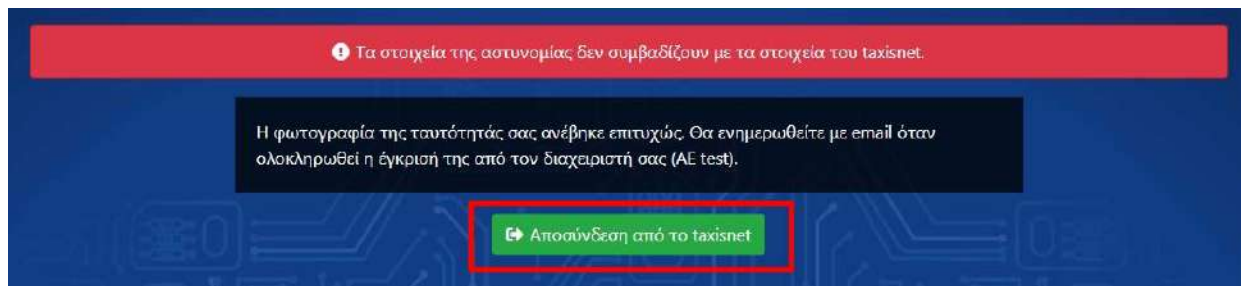 Τα στοιχεία της αστυνομίας δεν συμβαδίζουν με τα στοιχεία του taxisnet.
Η φωτογραφία της ταυτότητάς σας ανέβηκε επιτυχώς. Θα ενημερωθείτε με email όταν
ολοκληρωθεί η έγκρισή της από τον διαχειριστή σας (AE test).
Αποσύνδεση από το taxisnet